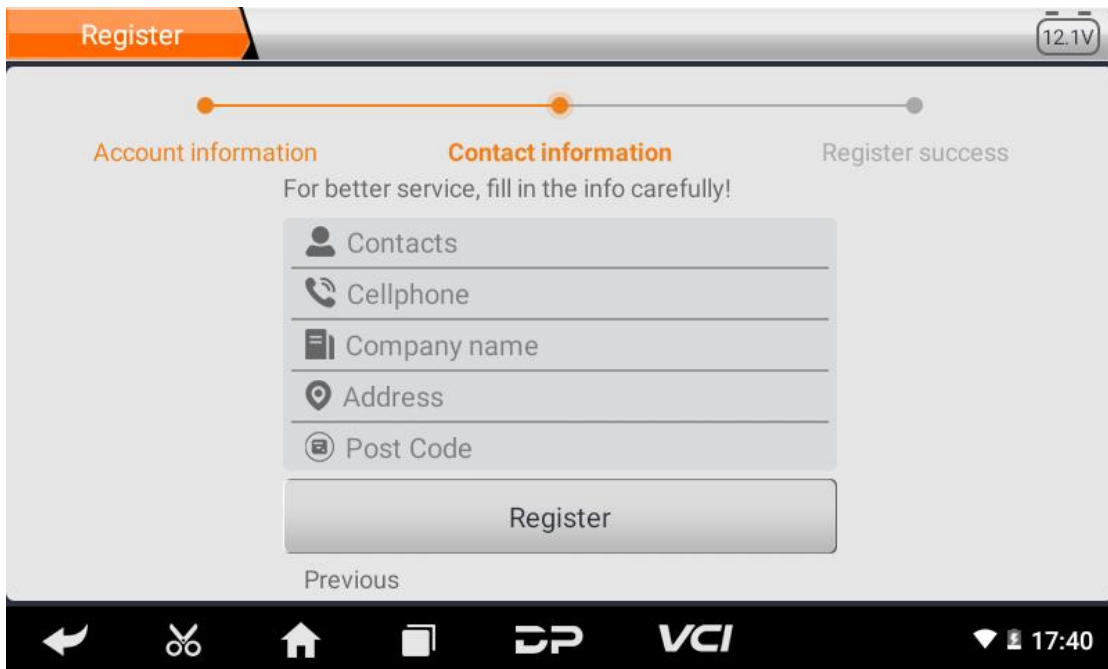 Register
12.1V
Account information
Contact information
Register success
For better service, fill in the info carefully!
Contacts
Cellphone
Company name
Address
Post Code
Register
Previous
DP
VCI
17:40